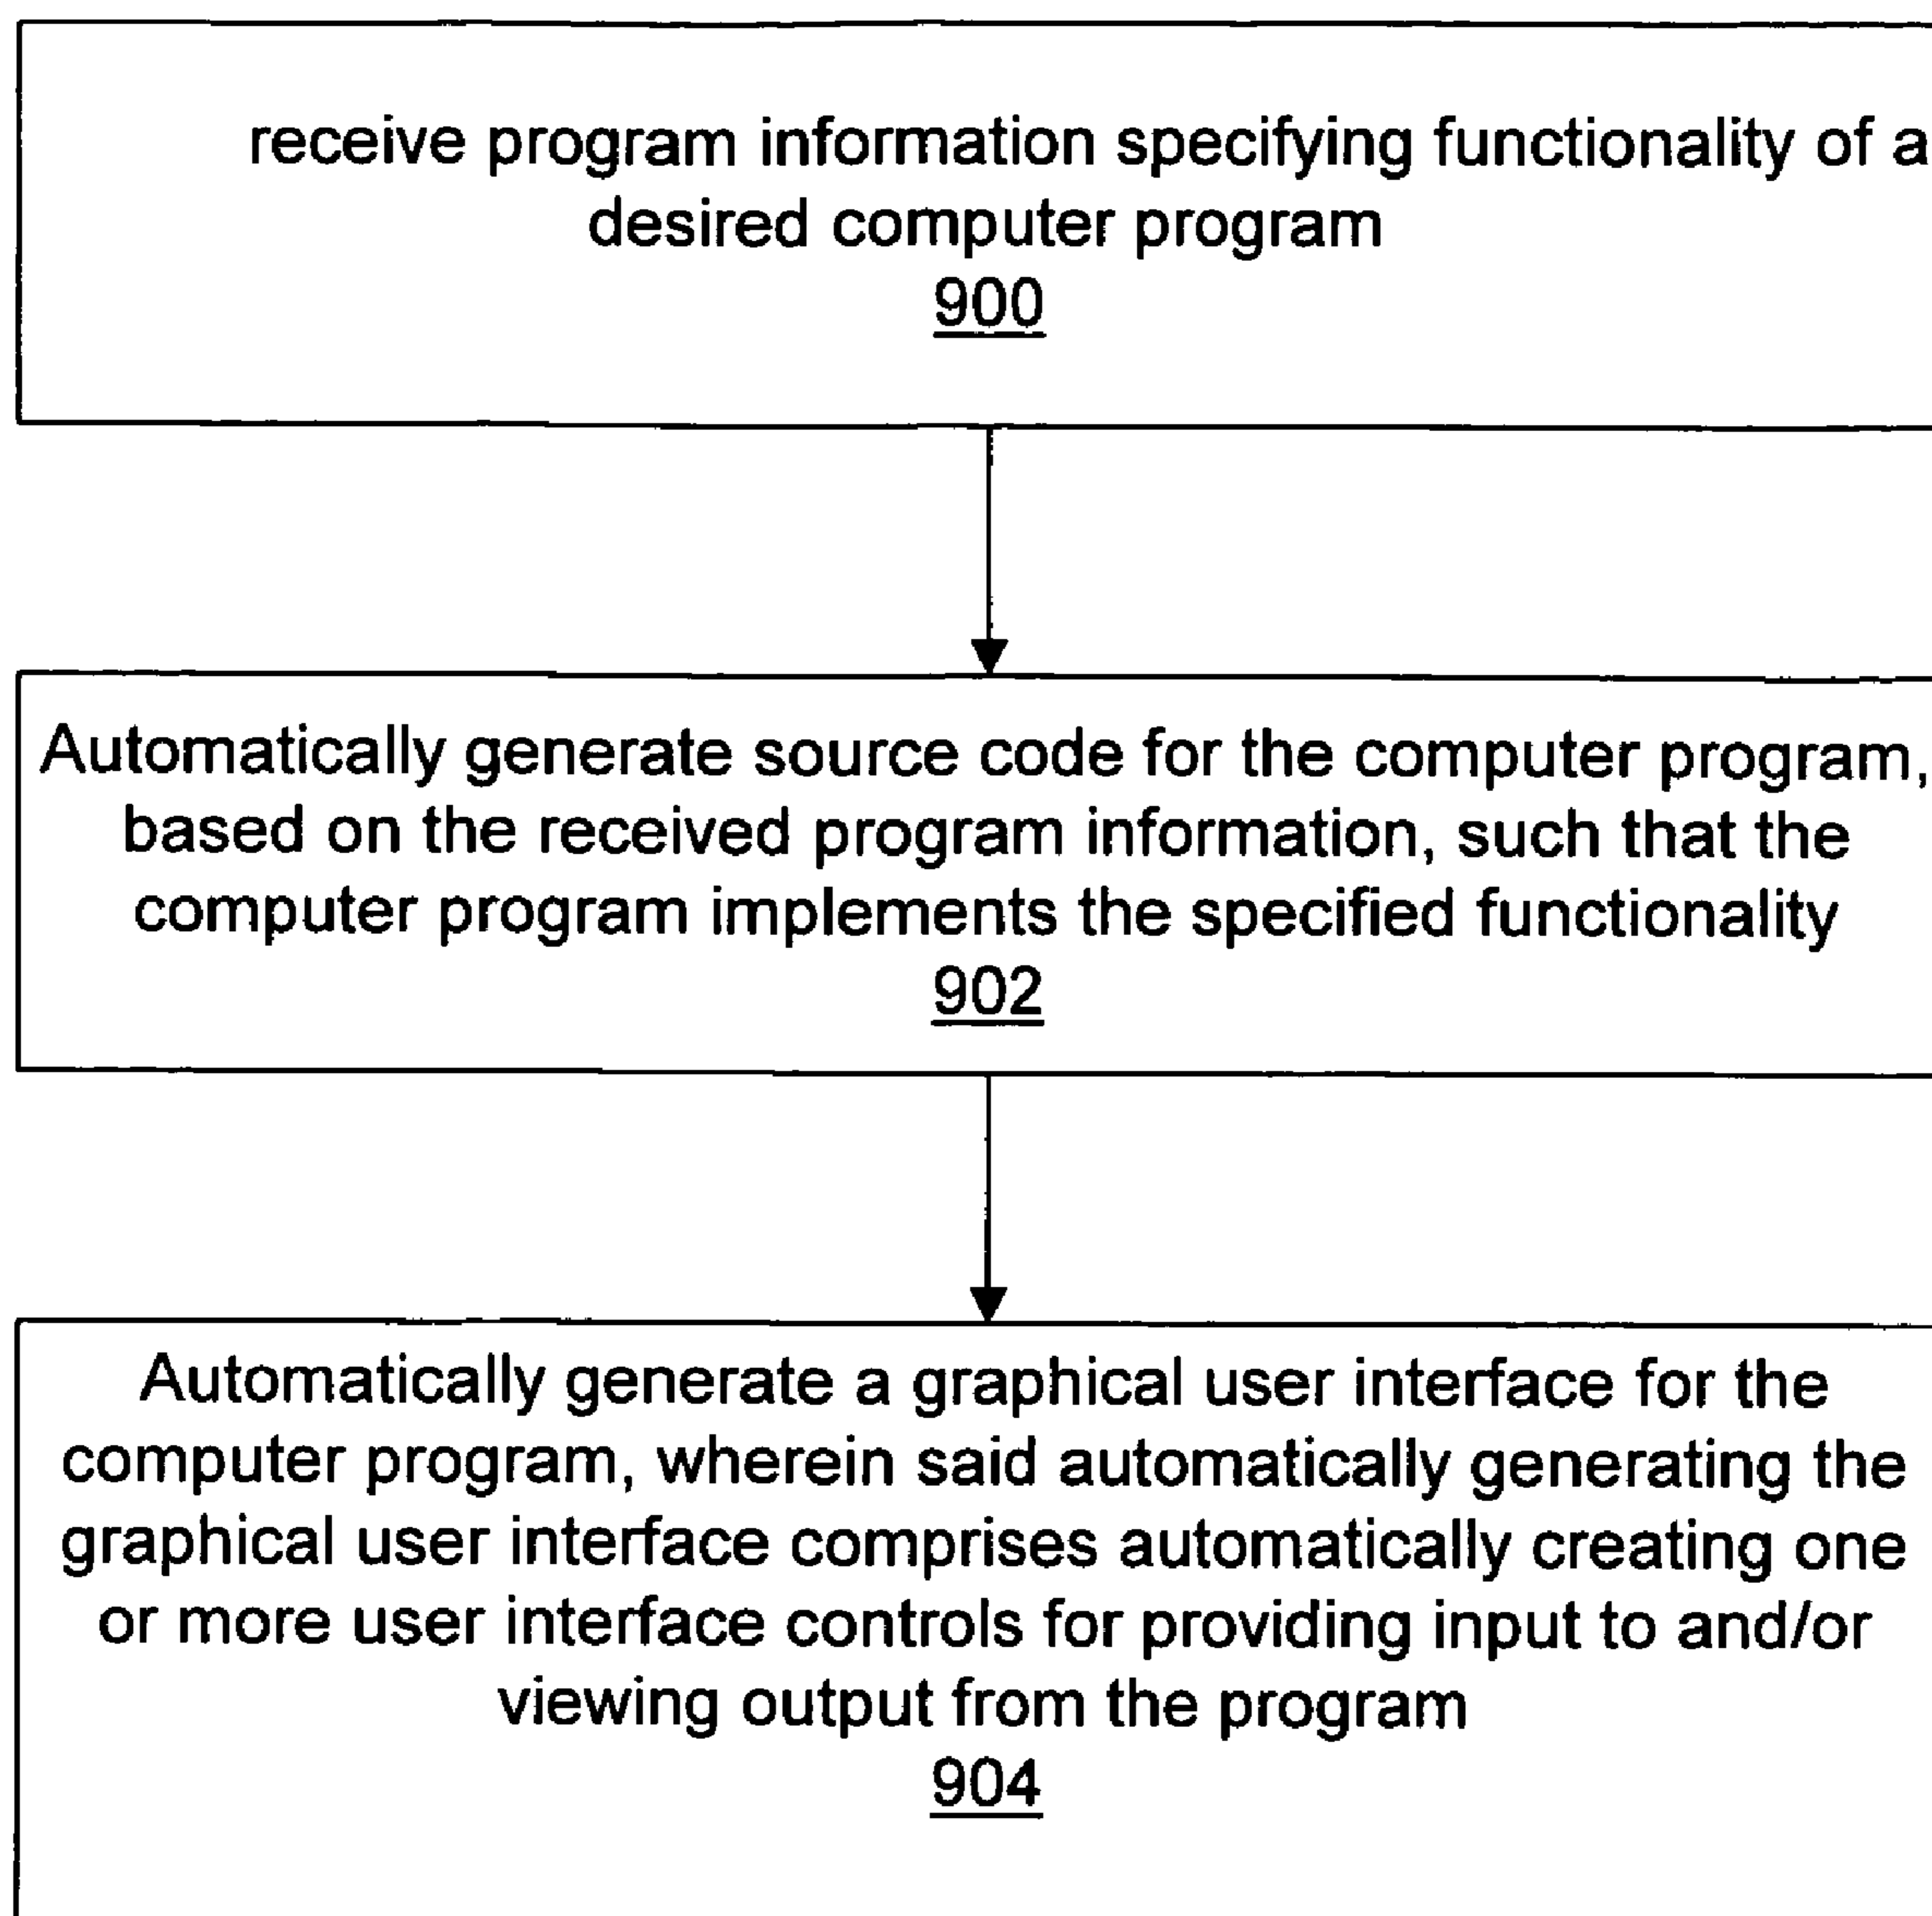 receive program information specifying functionality of a
desired computer program
900
Automatically generate source code for the computer program,
based on the received program information, such that the
computer program implements the specified functionality
902
Automatically generate a graphical user interface for the
computer program, wherein said automatically generating the
graphical user interface comprises automatically creating one
or more user interface controls for providing input to and/or
viewing output from the program
904